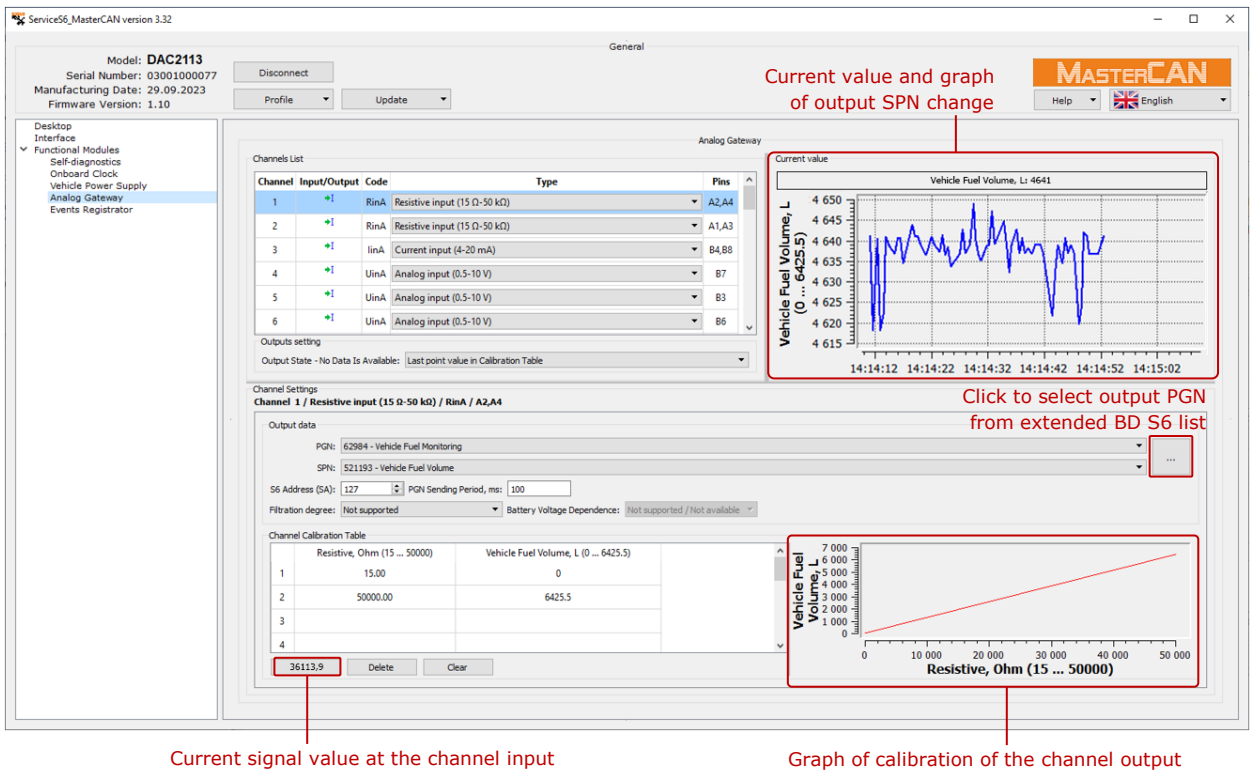 ServiceS6_MasterCAN version 3.32
General
Model: DAC2113
Serial Number: 03001000077
Manufacturing Date: 29.09.2023
Firmware Version: 1.10
Disconnect
Profile
Update
Current value and graph
of output SPN change
MASTERCAN
Help
English
Desktop
Interface
Functional Modules
Self-diagnostics
Onboard Clock
Vehicle Power Supply
Analog Gateway
Events Registrator
Analog Gateway
Channels List
Channel Input/Output Code Type Pins
1 RinA Resistive input (15 Ω-50 kΩ) A2,A4
2 RinA Resistive input (15 Ω-50 kΩ) A1,A3
3 IinA Current input (4-20 mA) B4,B8
4 UinA Analog input (0.5-10 V) B7
5 UinA Analog input (0.5-10 V) B3
6 UinA Analog input (0.5-10 V) B6
Outputs setting
Output State - No Data Is Available: Last point value in Calibration Table
Current value
Vehicle Fuel Volume, L: 4641
Vehicle Fuel Volume, L
(0 ... 6425.5)
4 650
4 645
4 640
4 635
4 630
4 625
4 620
4 615
14:14:12 14:14:22 14:14:32 14:14:42 14:14:52 14:15:02
Click to select output PGN
from extended BD S6 list
Channel Settings
Channel 1 / Resistive input (15 Ω-50 kΩ) / RinA / A2,A4
Output data
PGN: 62984 - Vehicle Fuel Monitoring
...
SPN: 521193 - Vehicle Fuel Volume
S6 Address (SA): 127 PGN Sending Period, ms: 100
Filtration degree: Not supported Battery Voltage Dependence: Not supported / Not available
Channel Calibration Table
Resistive, Ohm (15 ... 50000) Vehicle Fuel Volume, L (0 ... 6425.5)
1 15.00 0
2 50000.00 6425.5
3
4
36113,9 Delete Clear
Vehicle Fuel
Volume, L
7 000
6 000
5 000
4 000
3 000
2 000
1 000
0
0 10 000 20 000 30 000 40 000 50 000
Resistive, Ohm (15 ... 50000)
Current signal value at the channel input
Graph of calibration of the channel output